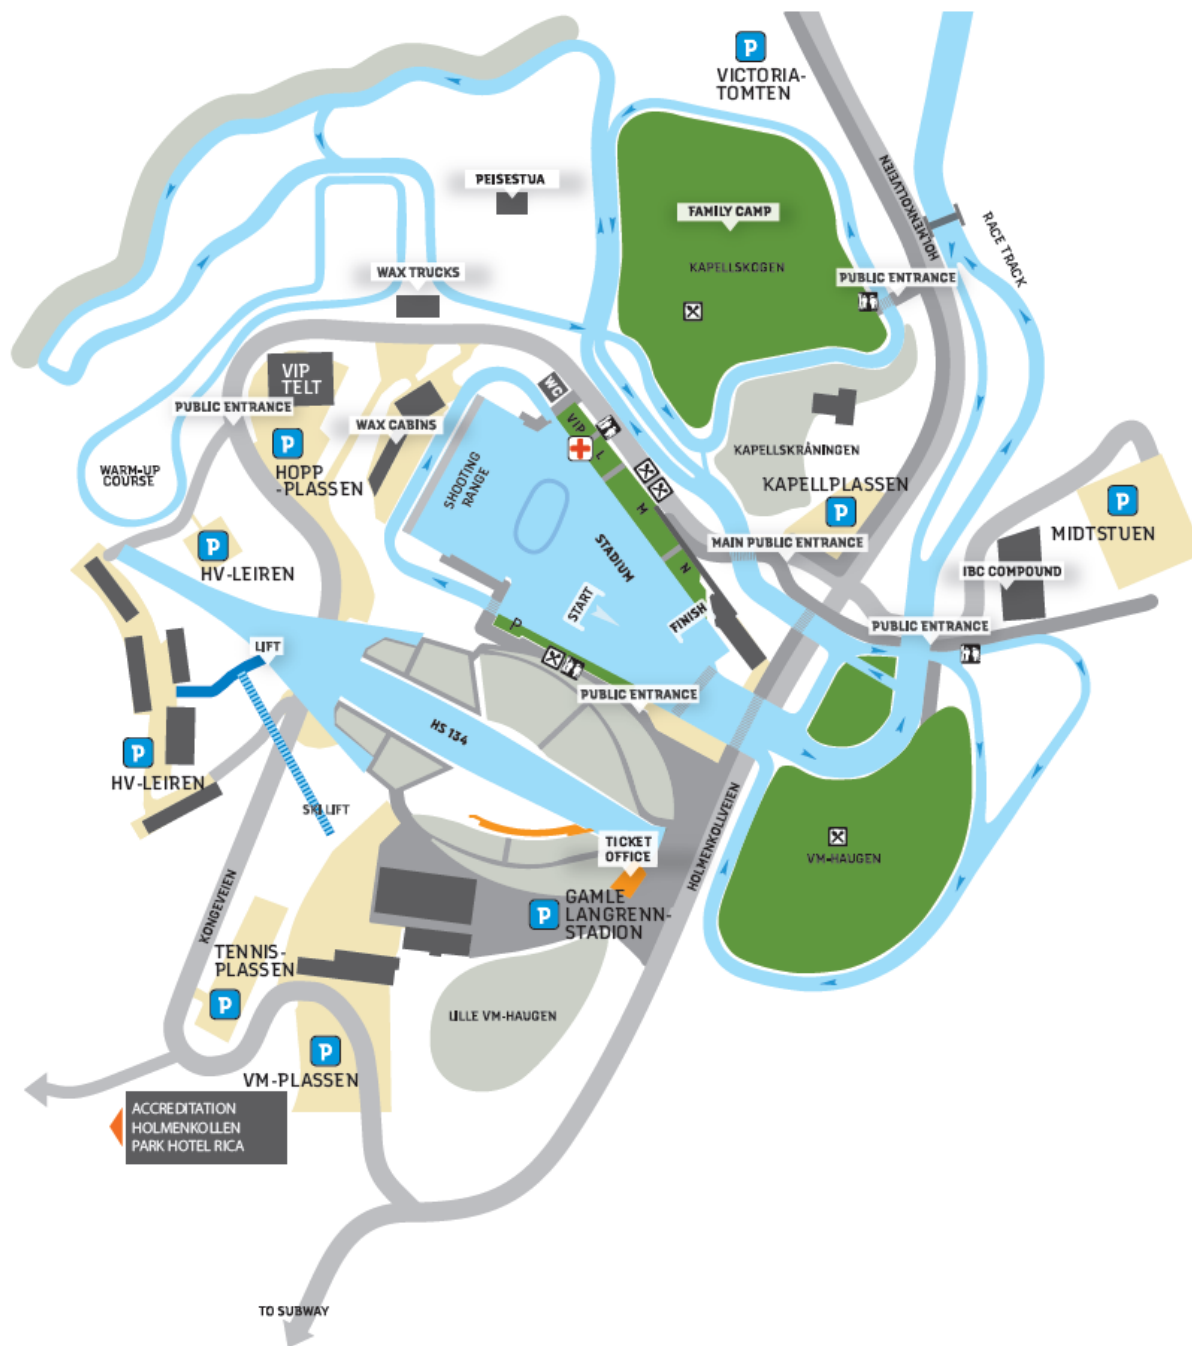 P
VICTORIA-
TOMTEN
PEISESTUA
FAMILY CAMP
HOLMENKOLLVEIEN
RACE TRACK
KAPELLSKOGEN
WAX TRUCKS
PUBLIC ENTRANCE
VIP
TELT
WC
PUBLIC ENTRANCE
VIP
WAX CABINS
P
HOPP
-PLASSEN
L
KAPELLSKRÅNINGEN
WARM-UP
COURSE
SHOOTING
RANGE
KAPELLPLASSEN
P
P
M
MIDTSTUEN
P
HV-LEIREN
STADIUM
MAIN PUBLIC ENTRANCE
N
IBC COMPOUND
START
FINISH
P
PUBLIC ENTRANCE
LIFT
PUBLIC ENTRANCE
HS 134
P
HV-LEIREN
SKI LIFT
HOLMENKOLLVEIEN
TICKET
OFFICE
VM-HAUGEN
KONGEVEIEN
P
GAMLE
LANGRENN-
STADION
TENNIS-
PLASSEN
P
LILLE VM-HAUGEN
P
VM-PLASSEN
ACCREDITATION
HOLMENKOLLEN
PARK HOTEL RICA
TO SUBWAY